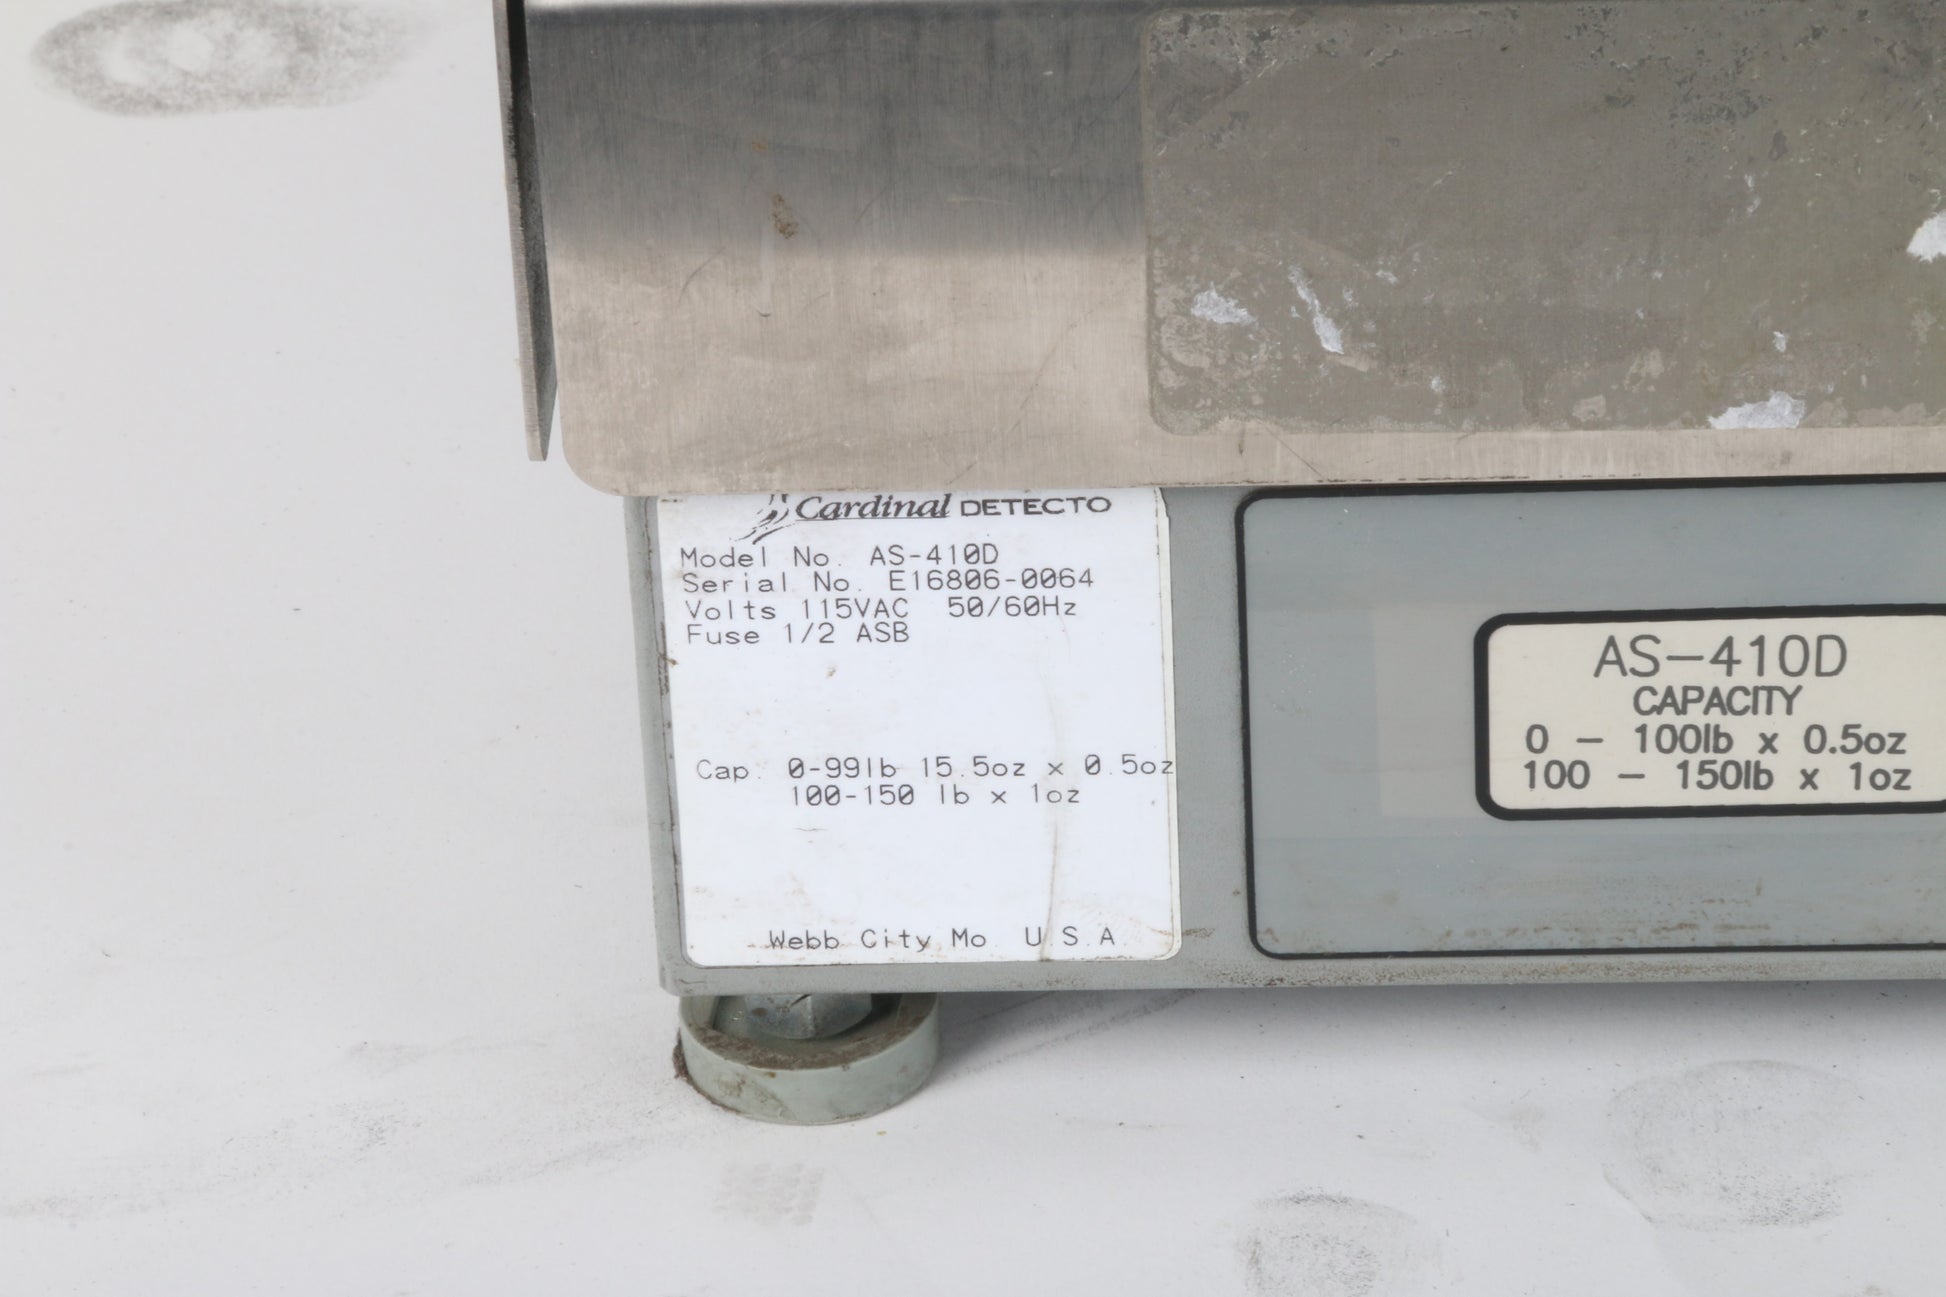 Cardinal DETECTO
Model No. AS-410D
Serial No. E16806-0064
Volts 115VAC 50/60Hz
Fuse 1/2 ASB
Cap. 0-99lb 15.5oz x 0.5oz
100-150 lb x 1oz
Webb City Mo. U.S.A.
AS-410D
CAPACITY
0 - 100lb x 0.5oz
100 - 150lb x 1oz